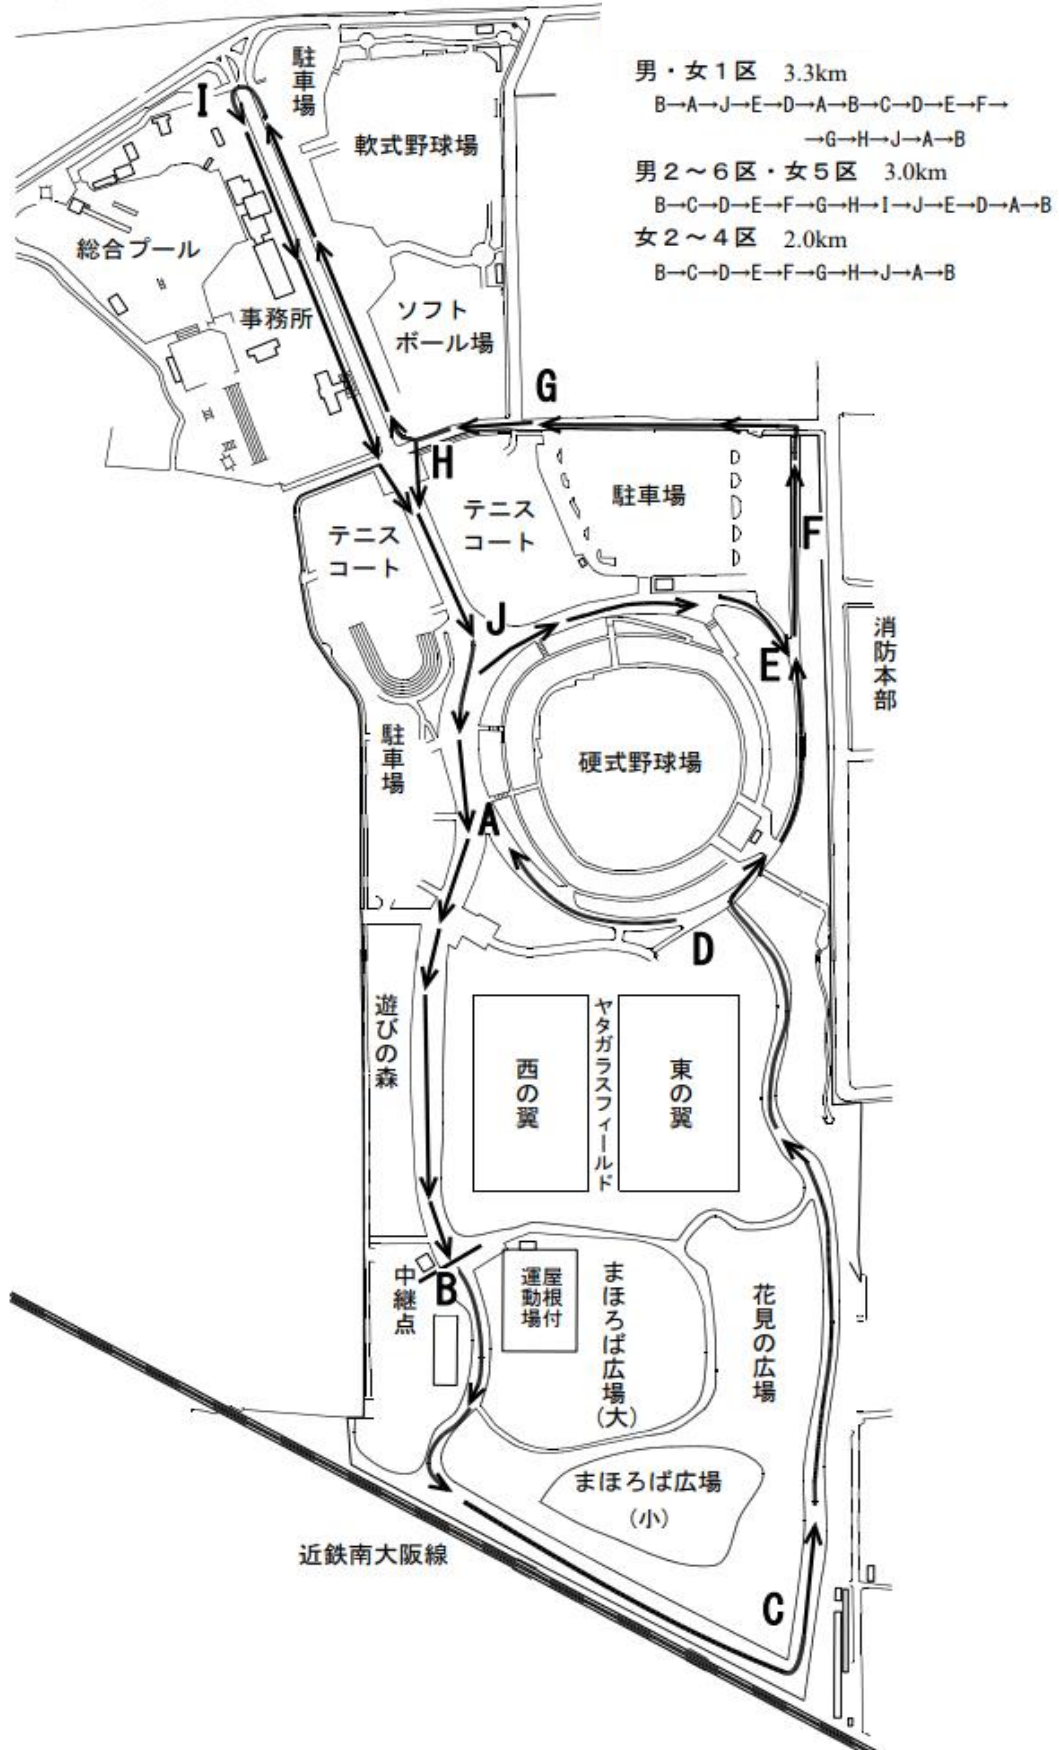 男・女１区　3.3km
B→A→J→E→D→A→B→C→D→E→F→
→G→H→J→A→B
男２～６区・女５区　3.0km
B→C→D→E→F→G→H→I→J→E→D→A→B
女２～４区　2.0km
B→C→D→E→F→G→H→J→A→B
駐車場
I
軟式野球場
総合プール
事務所
ソフト
ボール場
G
H
テニス
コート
駐車場
F
テニス
コート
J
E
消防本部
駐車場
硬式野球場
A
D
遊びの森
西の翼
ヤタガラスフィールド
東の翼
中継点
B
屋根付
運動場
まほろば広場
(大)
花見の広場
まほろば広場
(小)
近鉄南大阪線
C